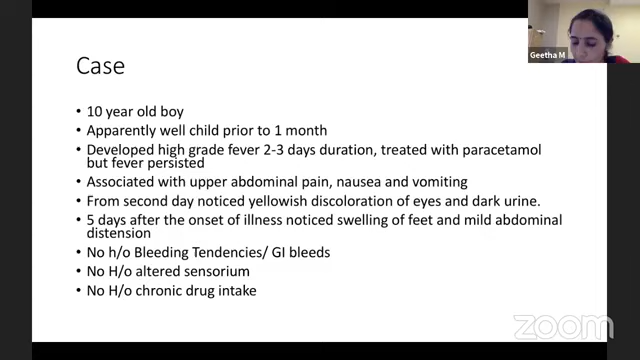 Geetha M
Case
• 10 year old boy
• Apparently well child prior to 1 month
• Developed high grade fever 2-3 days duration, treated with paracetamol
but fever persisted
• Associated with upper abdominal pain, nausea and vomiting
• From second day noticed yellowish discoloration of eyes and dark urine.
• 5 days after the onset of illness noticed swelling of feet and mild abdominal
distension
• No h/o Bleeding Tendencies/ GI bleeds
• No H/o altered sensorium
• No H/o chronic drug intake
zoom